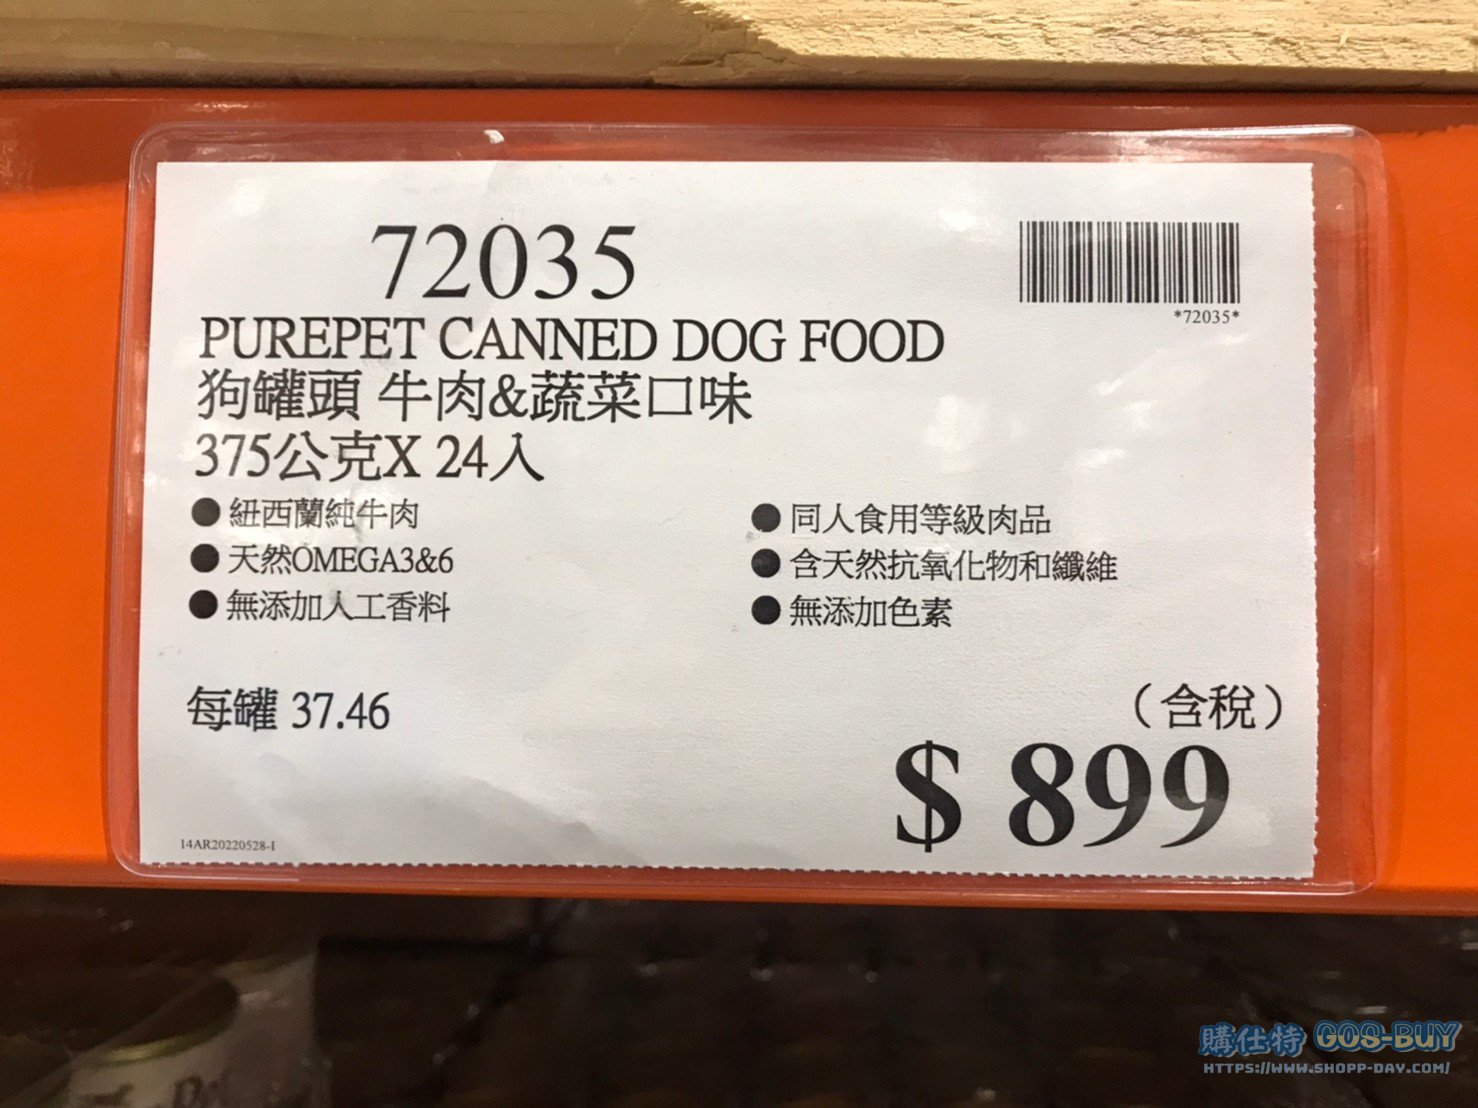 72035
*72035*
PUREPET CANNED DOG FOOD
狗罐頭 牛肉&蔬菜口味
375公克X 24入
● 紐西蘭純牛肉
● 同人食用等級肉品
● 天然OMEGA3&6
● 含天然抗氧化物和纖維
● 無添加人工香料
● 無添加色素
每罐 37.46
（含稅）
$ 899
14AR20220528-I
購仕特 GOS-BUY
HTTPS://WWW.SHOPP-DAY.COM/